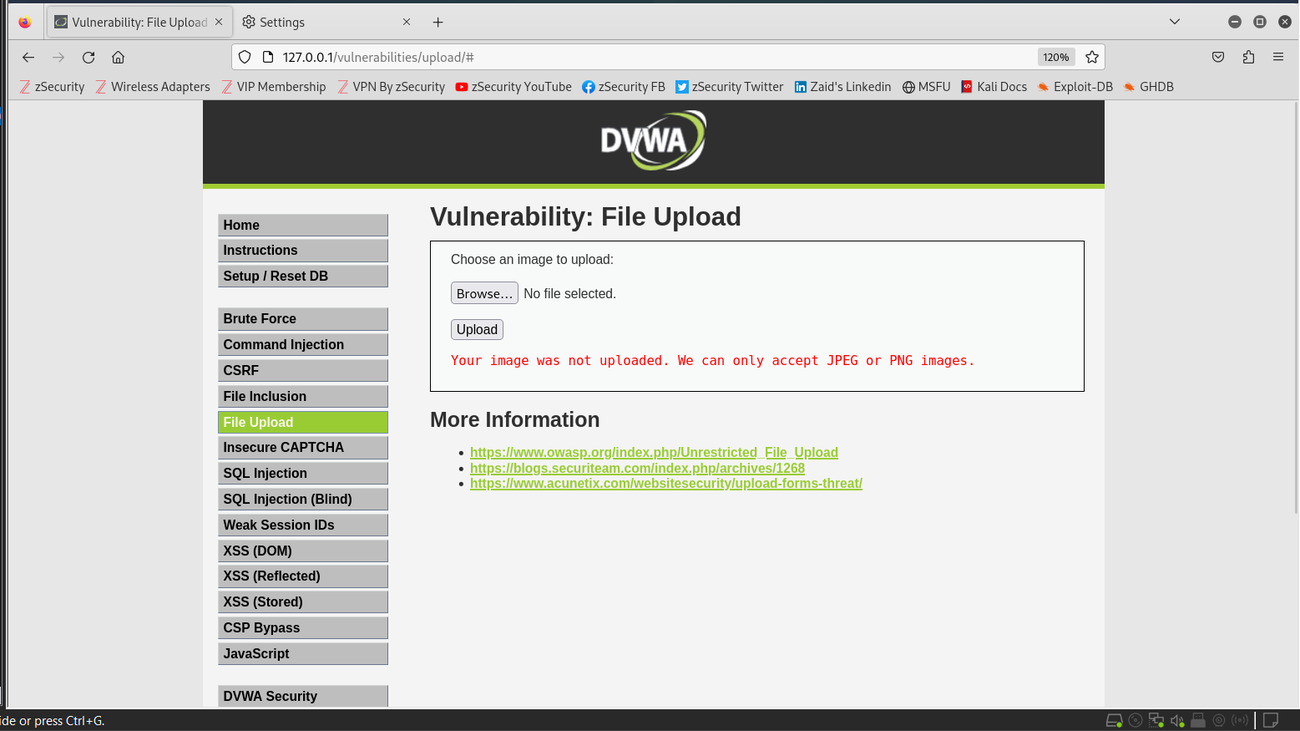 Vulnerability: File Upload
Settings
127.0.0.1/vulnerabilities/upload/#
120%
zSecurity Wireless Adapters VIP Membership VPN By zSecurity zSecurity YouTube zSecurity FB zSecurity Twitter Zaid's Linkedin MSFU Kali Docs Exploit-DB GHDB
DVWA
Home
Instructions
Setup / Reset DB
Brute Force
Command Injection
CSRF
File Inclusion
File Upload
Insecure CAPTCHA
SQL Injection
SQL Injection (Blind)
Weak Session IDs
XSS (DOM)
XSS (Reflected)
XSS (Stored)
CSP Bypass
JavaScript
DVWA Security
Vulnerability: File Upload
Choose an image to upload:
Browse... No file selected.
Upload
Your image was not uploaded. We can only accept JPEG or PNG images.
More Information
https://www.owasp.org/index.php/Unrestricted_File_Upload
https://blogs.securiteam.com/index.php/archives/1268
https://www.acunetix.com/websitesecurity/upload-forms-threat/
ide or press Ctrl+G.